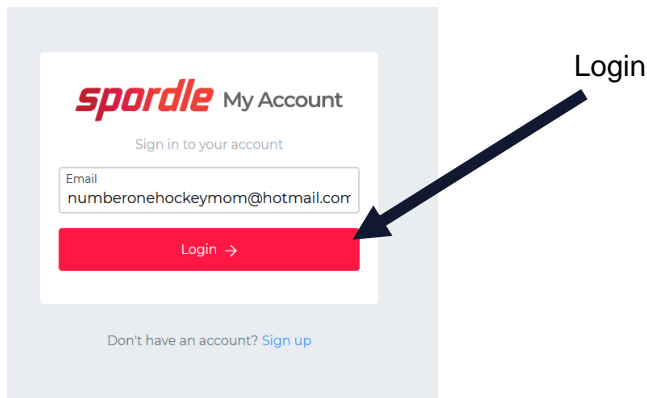 Login
spordle My Account
Sign in to your account
Email
numberonehockeymom@hotmail.com
Login →
Don't have an account? Sign up